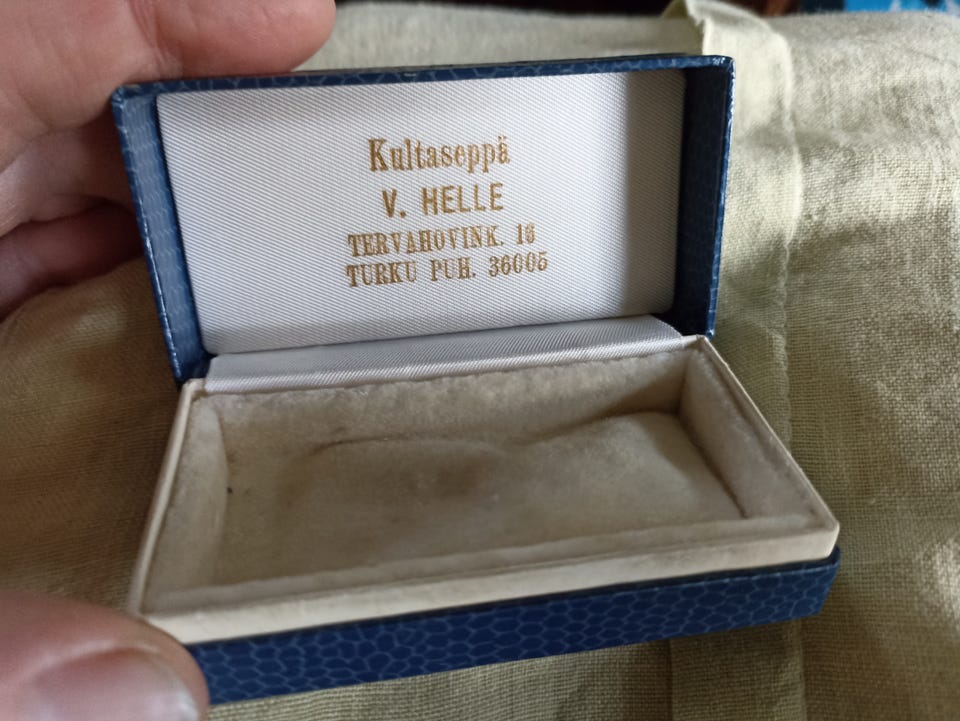 Kultaseppä
V. HELLE
TERVAHOVINK. 16
TURKU PUH. 36005